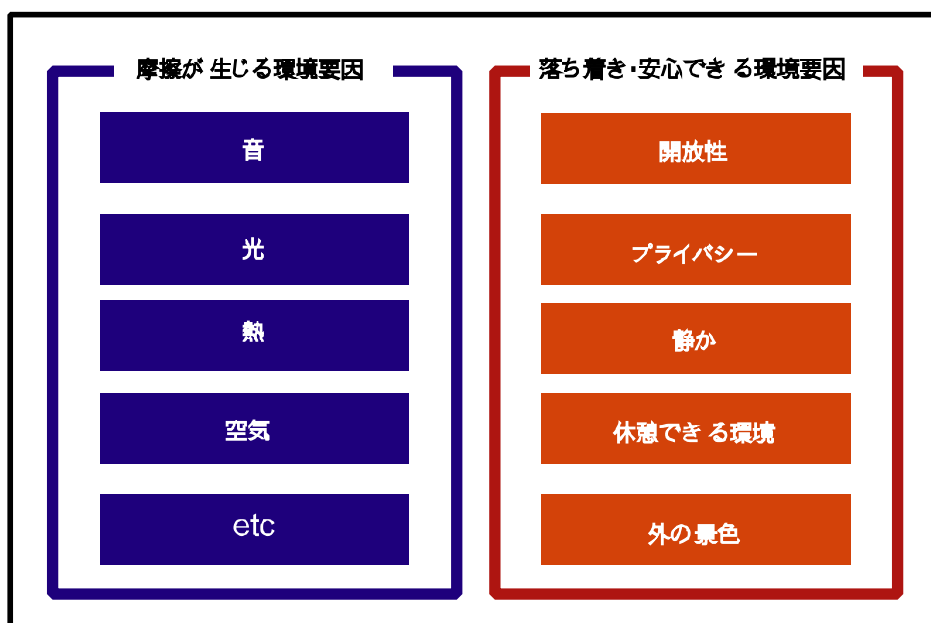 摩擦が生じる環境要因
音
光
熱
空気
etc
落ち着き・安心できる環境要因
開放性
プライバシー
静か
休憩できる環境
外の景色